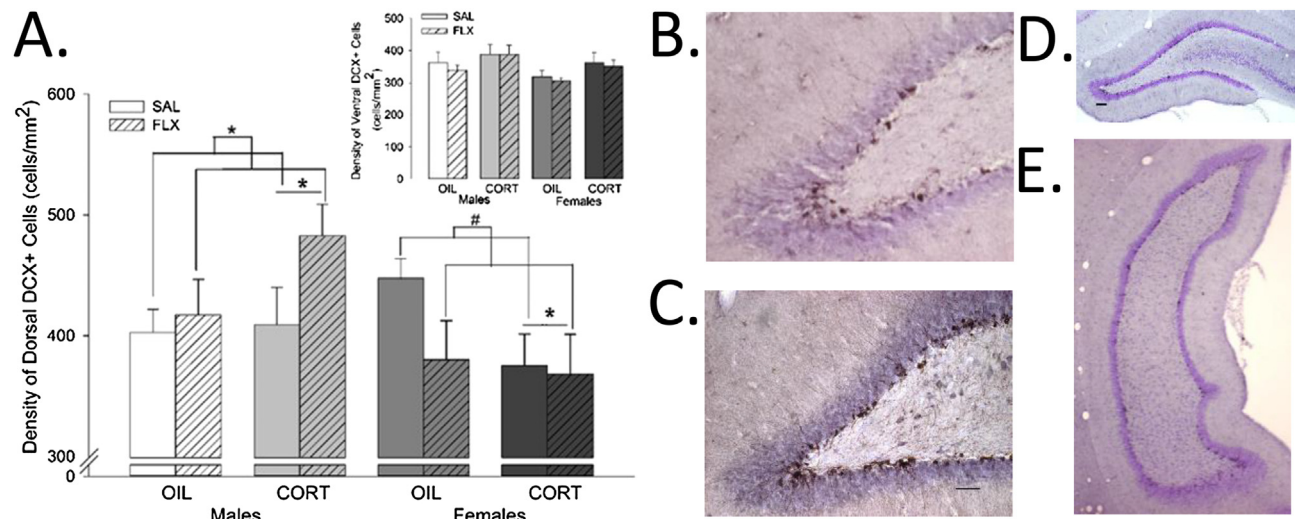 A.
SAL
FLX
Density of Dorsal DCX+ Cells (cells/mm²)
600
500
400
300
0
*
*
#
*
OIL
CORT
OIL
CORT
Males
Females
SAL
FLX
Density of Ventral DCX+ Cells
(cells/mm²)
500
400
300
200
100
0
OIL
CORT
OIL
CORT
Males
Females
B.
C.
D.
E.